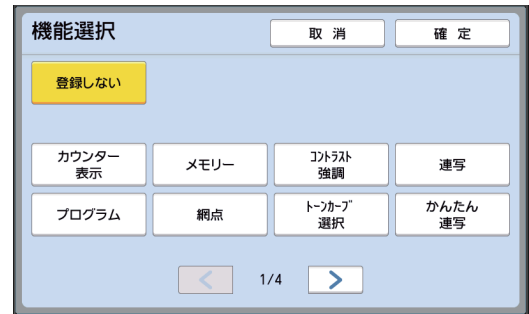 機能選択
取 消
確 定
登録しない
カウンター
表示
メモリー
ｺﾝﾄﾗｽﾄ
強調
連写
プログラム
網点
ﾄｰﾝｶｰﾌﾞ
選択
かんたん
連写
1/4